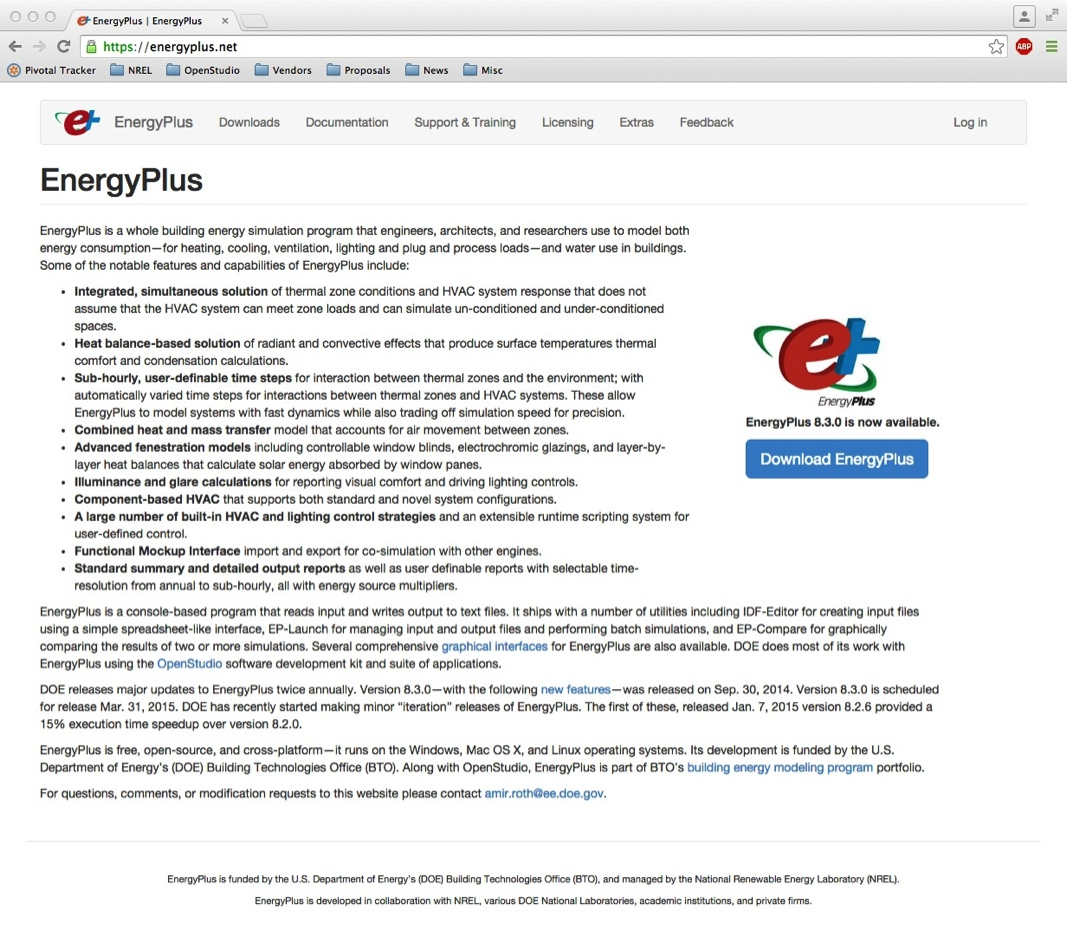 EnergyPlus | EnergyPlus
https://energyplus.net
ABP
Pivotal Tracker NREL OpenStudio Vendors Proposals News Misc
e+ EnergyPlus Downloads Documentation Support & Training Licensing Extras Feedback Log in
EnergyPlus
EnergyPlus is a whole building energy simulation program that engineers, architects, and researchers use to model both
energy consumption—for heating, cooling, ventilation, lighting and plug and process loads—and water use in buildings.
Some of the notable features and capabilities of EnergyPlus include:
• Integrated, simultaneous solution of thermal zone conditions and HVAC system response that does not
assume that the HVAC system can meet zone loads and can simulate un-conditioned and under-conditioned
spaces.
• Heat balance-based solution of radiant and convective effects that produce surface temperatures thermal
comfort and condensation calculations.
• Sub-hourly, user-definable time steps for interaction between thermal zones and the environment; with
automatically varied time steps for interactions between thermal zones and HVAC systems. These allow
EnergyPlus to model systems with fast dynamics while also trading off simulation speed for precision.
• Combined heat and mass transfer model that accounts for air movement between zones.
• Advanced fenestration models including controllable window blinds, electrochromic glazings, and layer-by-
layer heat balances that calculate solar energy absorbed by window panes.
• Illuminance and glare calculations for reporting visual comfort and driving lighting controls.
• Component-based HVAC that supports both standard and novel system configurations.
• A large number of built-in HVAC and lighting control strategies and an extensible runtime scripting system for
user-defined control.
• Functional Mockup Interface import and export for co-simulation with other engines.
• Standard summary and detailed output reports as well as user definable reports with selectable time-
resolution from annual to sub-hourly, all with energy source multipliers.
e+
EnergyPlus
EnergyPlus 8.3.0 is now available.
Download EnergyPlus
EnergyPlus is a console-based program that reads input and writes output to text files. It ships with a number of utilities including IDF-Editor for creating input files
using a simple spreadsheet-like interface, EP-Launch for managing input and output files and performing batch simulations, and EP-Compare for graphically
comparing the results of two or more simulations. Several comprehensive graphical interfaces for EnergyPlus are also available. DOE does most of its work with
EnergyPlus using the OpenStudio software development kit and suite of applications.
DOE releases major updates to EnergyPlus twice annually. Version 8.3.0—with the following new features—was released on Sep. 30, 2014. Version 8.3.0 is scheduled
for release Mar. 31, 2015. DOE has recently started making minor “iteration” releases of EnergyPlus. The first of these, released Jan. 7, 2015 version 8.2.6 provided a
15% execution time speedup over version 8.2.0.
EnergyPlus is free, open-source, and cross-platform—it runs on the Windows, Mac OS X, and Linux operating systems. Its development is funded by the U.S.
Department of Energy's (DOE) Building Technologies Office (BTO). Along with OpenStudio, EnergyPlus is part of BTO's building energy modeling program portfolio.
For questions, comments, or modification requests to this website please contact amir.roth@ee.doe.gov.
EnergyPlus is funded by the U.S. Department of Energy's (DOE) Building Technologies Office (BTO), and managed by the National Renewable Energy Laboratory (NREL).
EnergyPlus is developed in collaboration with NREL, various DOE National Laboratories, academic institutions, and private firms.